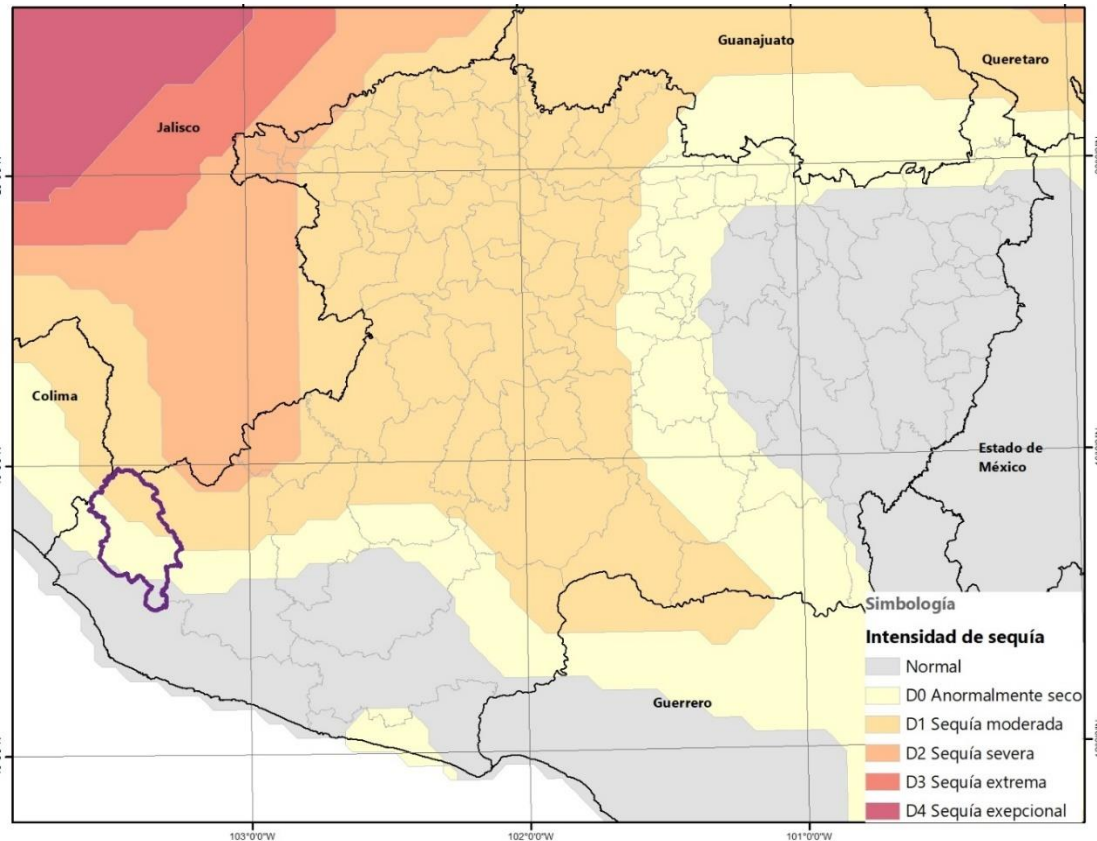 Guanajuato
Queretaro
Jalisco
Colima
Estado de
México
Guerrero
Simbología
Intensidad de sequía
Normal
D0 Anormalmente seco
D1 Sequía moderada
D2 Sequía severa
D3 Sequía extrema
D4 Sequía exepcional
103°0'0"W
102°0'0"W
101°0'0"W